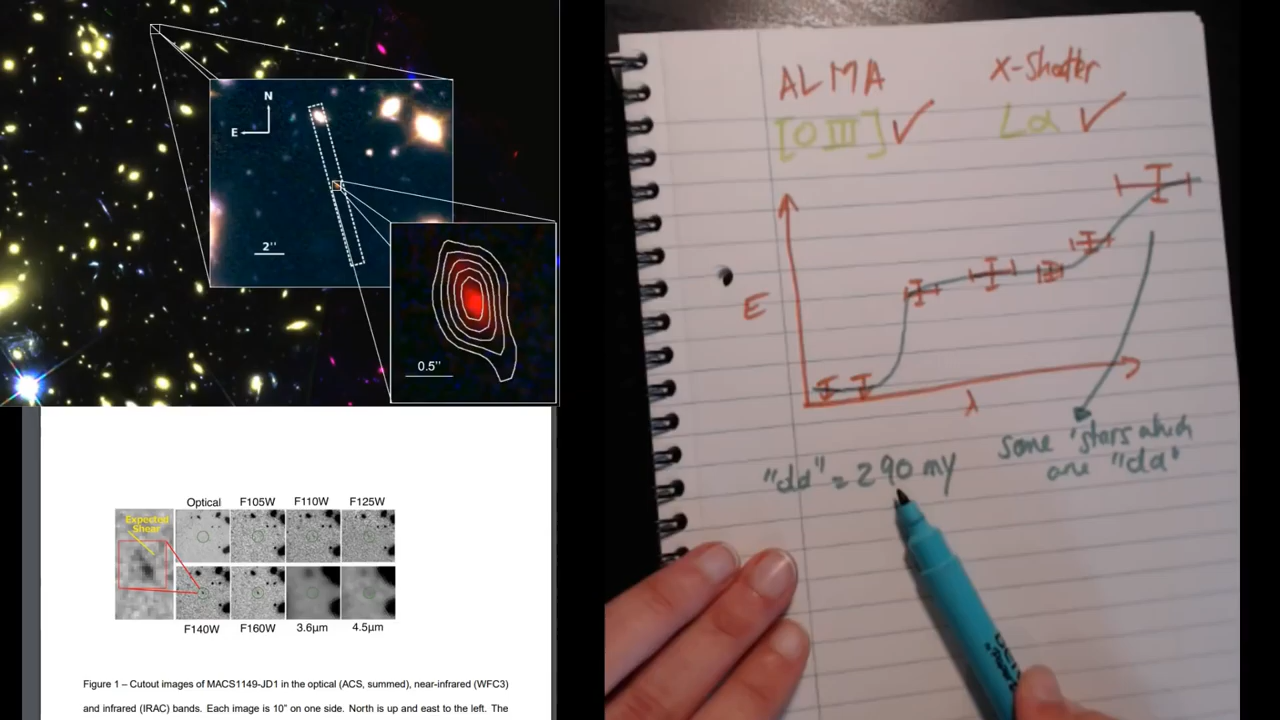 N
E
2''
0.5''
Optical F105W F110W F125W
Expected
Shear
F140W F160W 3.6µm 4.5µm
Figure 1 – Cutout images of MACS1149-JD1 in the optical (ACS, summed), near-infrared (WFC3)
and infrared (IRAC) bands. Each image is 10” on one side. North is up and east to the left. The
ALMA X-Shooter
[O III] ✓ Lα ✓
E
λ
some 'stars which
are "dd"
"dd" = 290 my